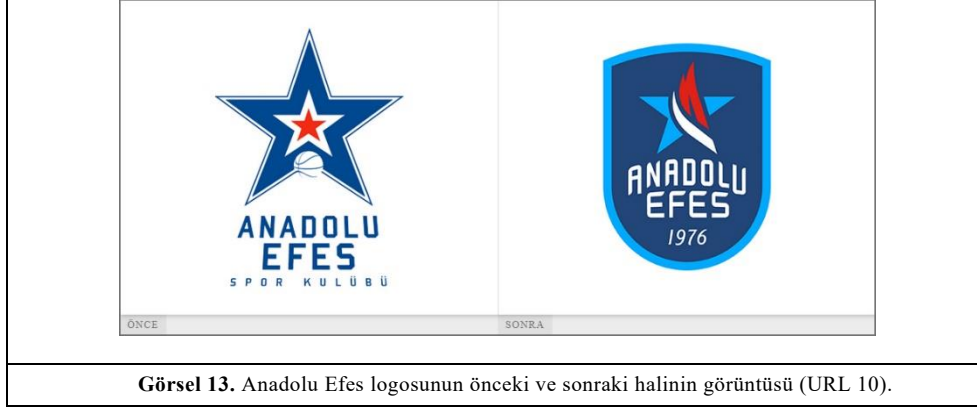 ANADOLU
EFES
SPOR KULÜBÜ
ANADOLU
EFES
1976
ÖNCE
SONRA
Görsel 13. Anadolu Efes logosunun önceki ve sonraki halinin görüntüsü (URL 10).